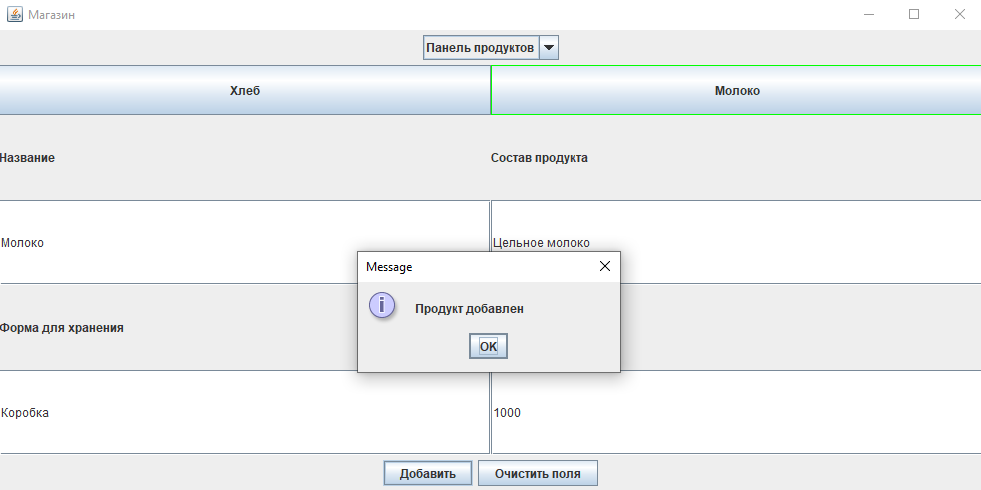 Магазин
Панель продуктов
Хлеб Молоко
Название Состав продукта
Молоко Цельное молоко
Message
Продукт добавлен
Форма для хранения
OK
Коробка 1000
Добавить Очистить поля